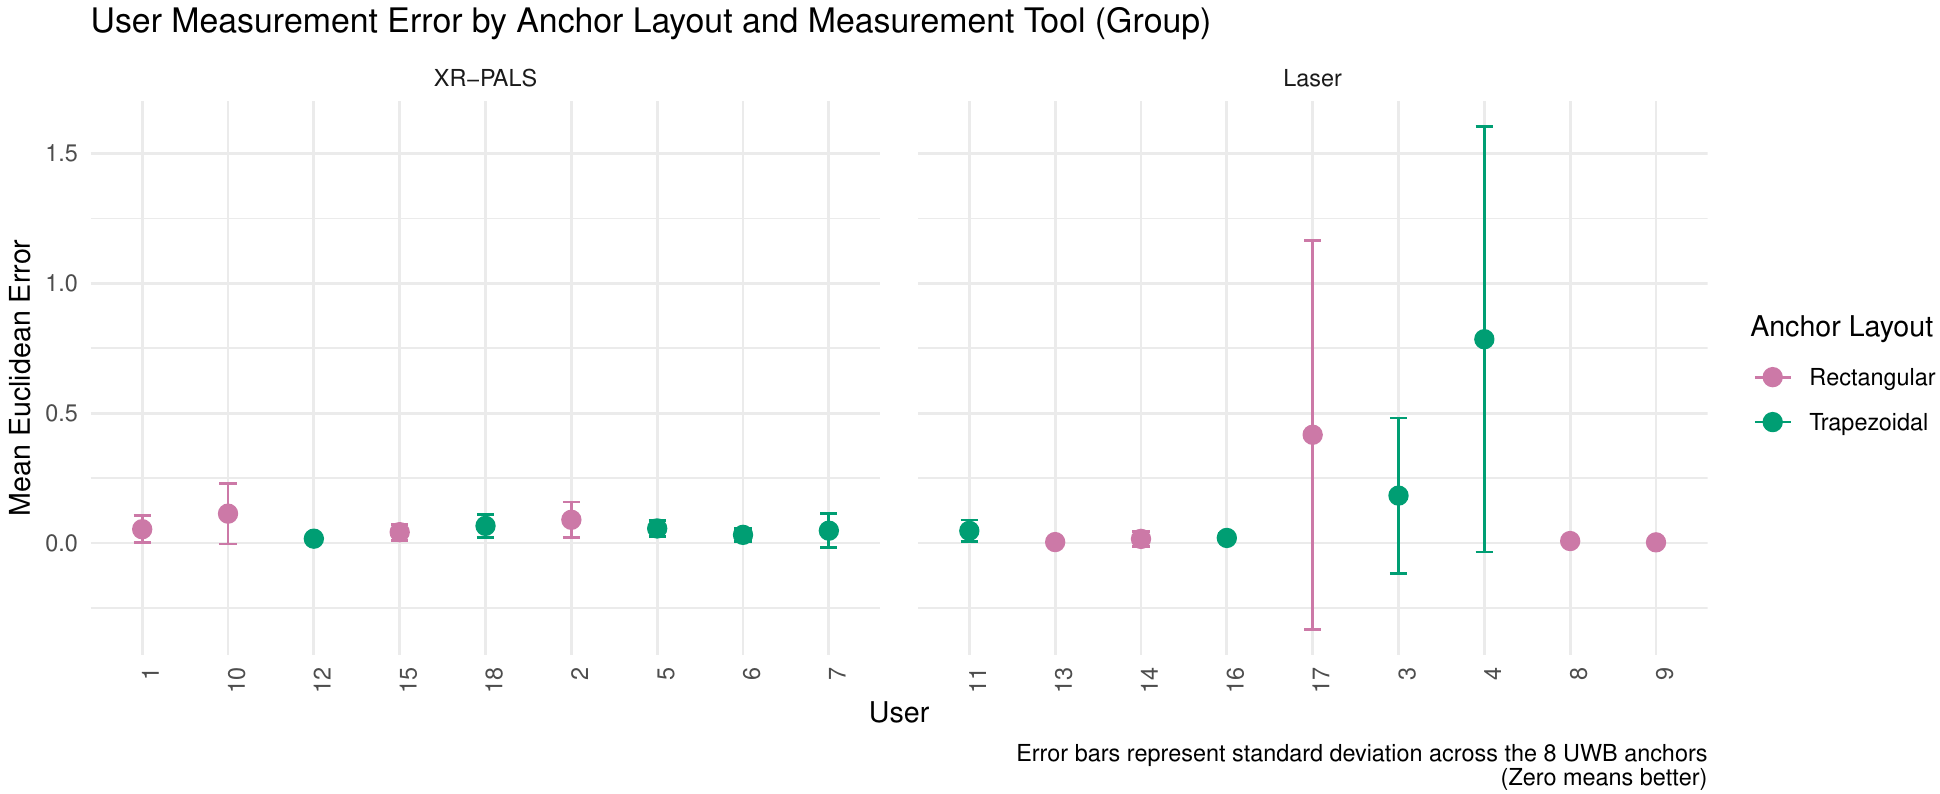 User Measurement Error by Anchor Layout and Measurement Tool (Group)
XR−PALS
Laser
Mean Euclidean Error
1.5
1.0
0.5
0.0
1
10
12
15
18
2
5
6
7
11
13
14
16
17
3
4
8
9
User
Anchor Layout
Rectangular
Trapezoidal
Error bars represent standard deviation across the 8 UWB anchors
(Zero means better)